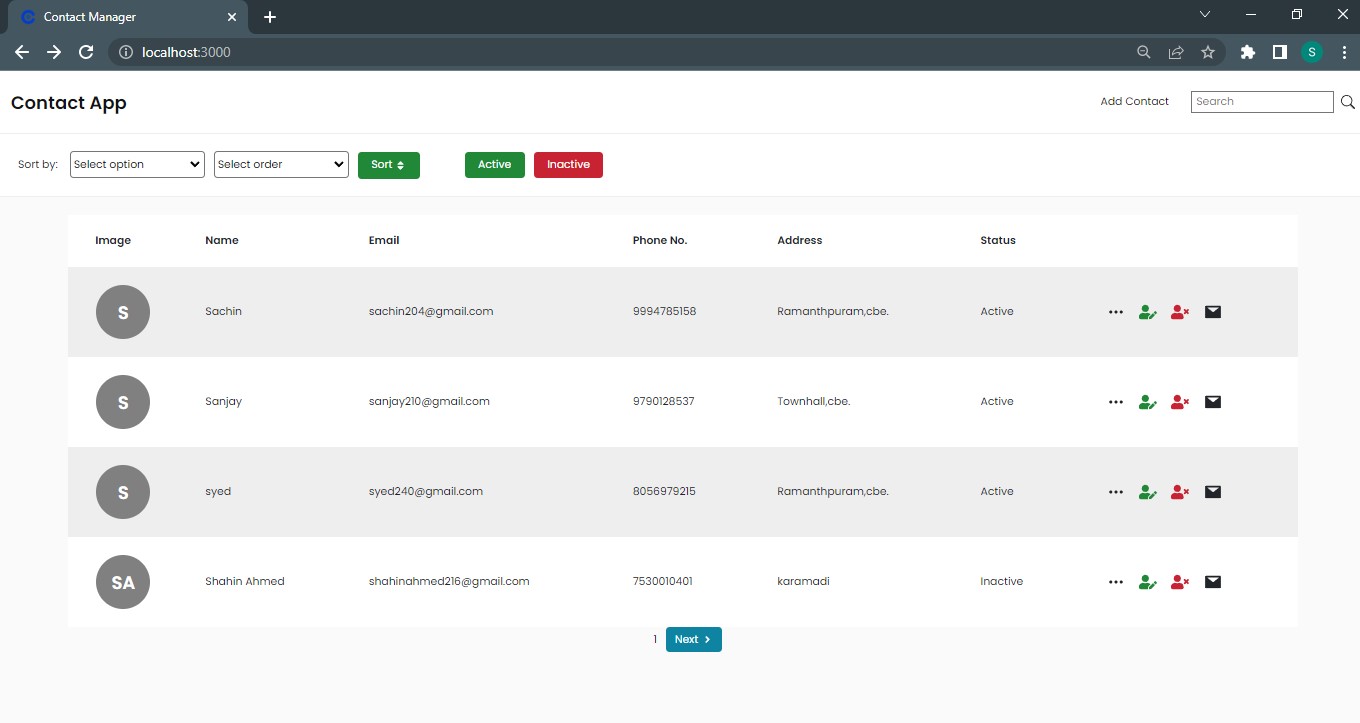 Contact Manager
localhost:3000
S
Contact App
Add Contact
Search
Sort by: Select option Select order Sort Active Inactive
Image Name Email Phone No. Address Status
S Sachin sachin204@gmail.com 9994785158 Ramanthpuram,cbe. Active
S Sanjay sanjay210@gmail.com 9790128537 Townhall,cbe. Active
S syed syed240@gmail.com 8056979215 Ramanthpuram,cbe. Active
SA Shahin Ahmed shahinahmed216@gmail.com 7530010401 karamadi Inactive
1 Next